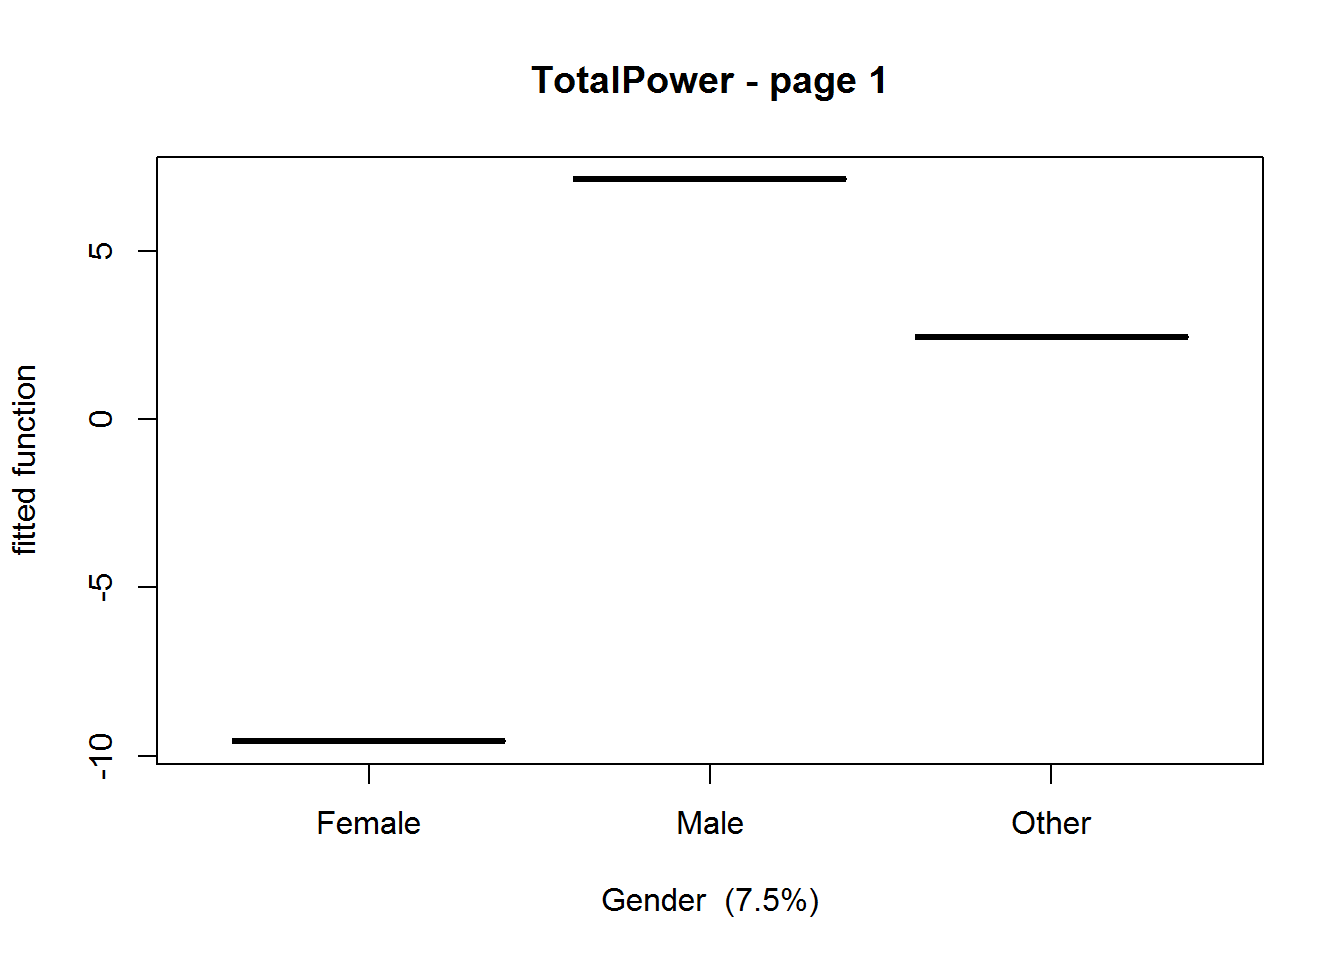 TotalPower - page 1
5
0
-5
-10
fitted function
Female Male Other
Gender (7.5%)